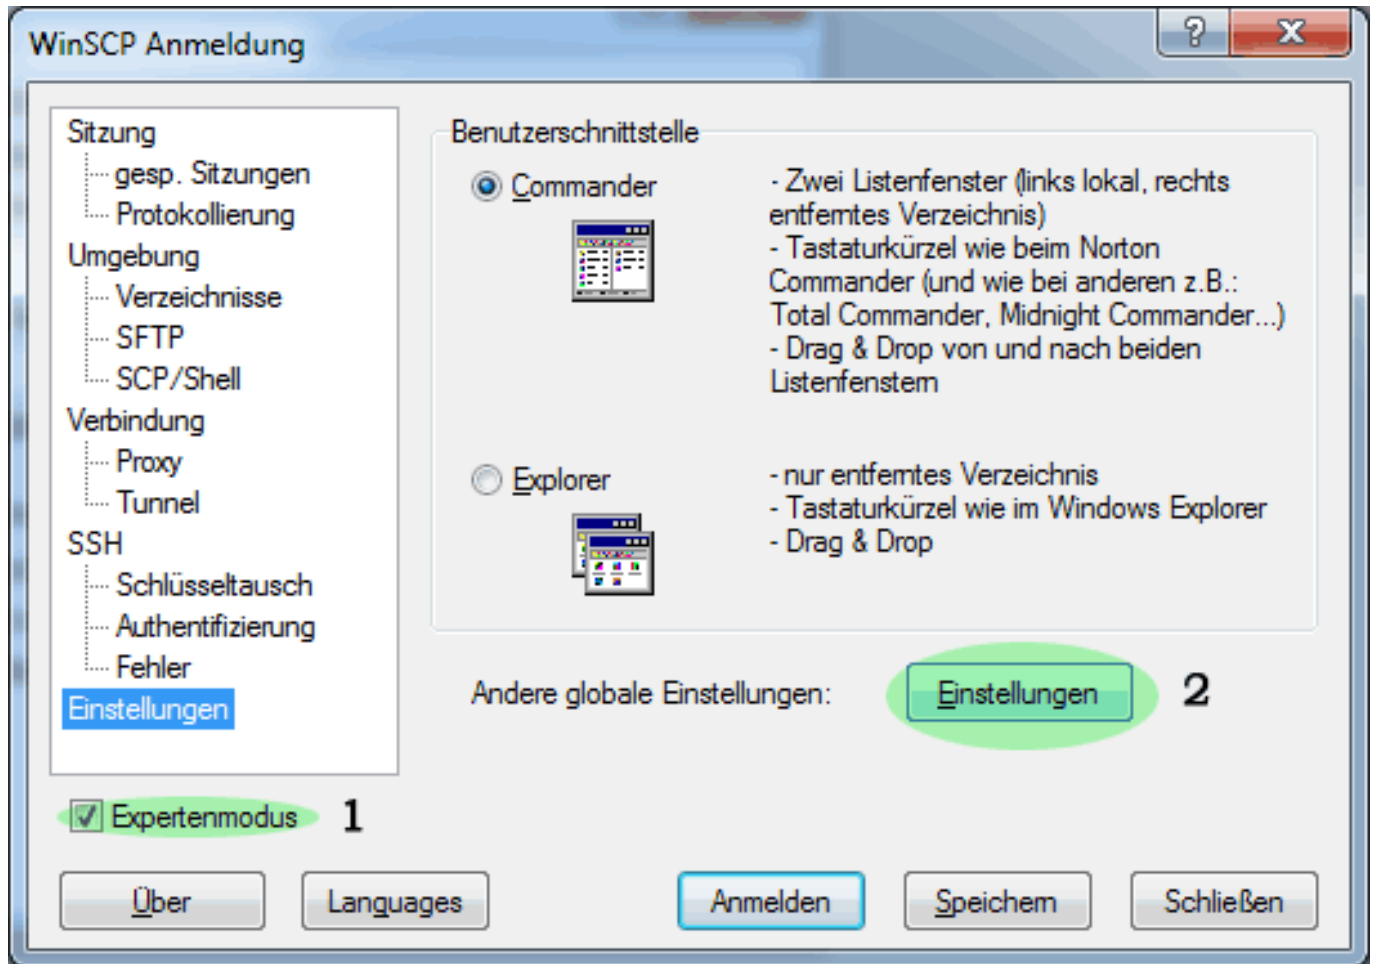 WinSCP Anmeldung
?
x
Sitzung
gesp. Sitzungen
Protokollierung
Umgebung
Verzeichnisse
SFTP
SCP/Shell
Verbindung
Proxy
Tunnel
SSH
Schlüsseltausch
Authentifizierung
Fehler
Einstellungen
Expertenmodus 1
Benutzerschnittstelle
Commander
- Zwei Listenfenster (links lokal, rechts
entferntes Verzeichnis)
- Tastaturkürzel wie beim Norton
Commander (und wie bei anderen z.B.:
Total Commander, Midnight Commander...)
- Drag & Drop von und nach beiden
Listenfenstern
Explorer
- nur entferntes Verzeichnis
- Tastaturkürzel wie im Windows Explorer
- Drag & Drop
Andere globale Einstellungen: Einstellungen 2
Über Languages Anmelden Speichern Schließen